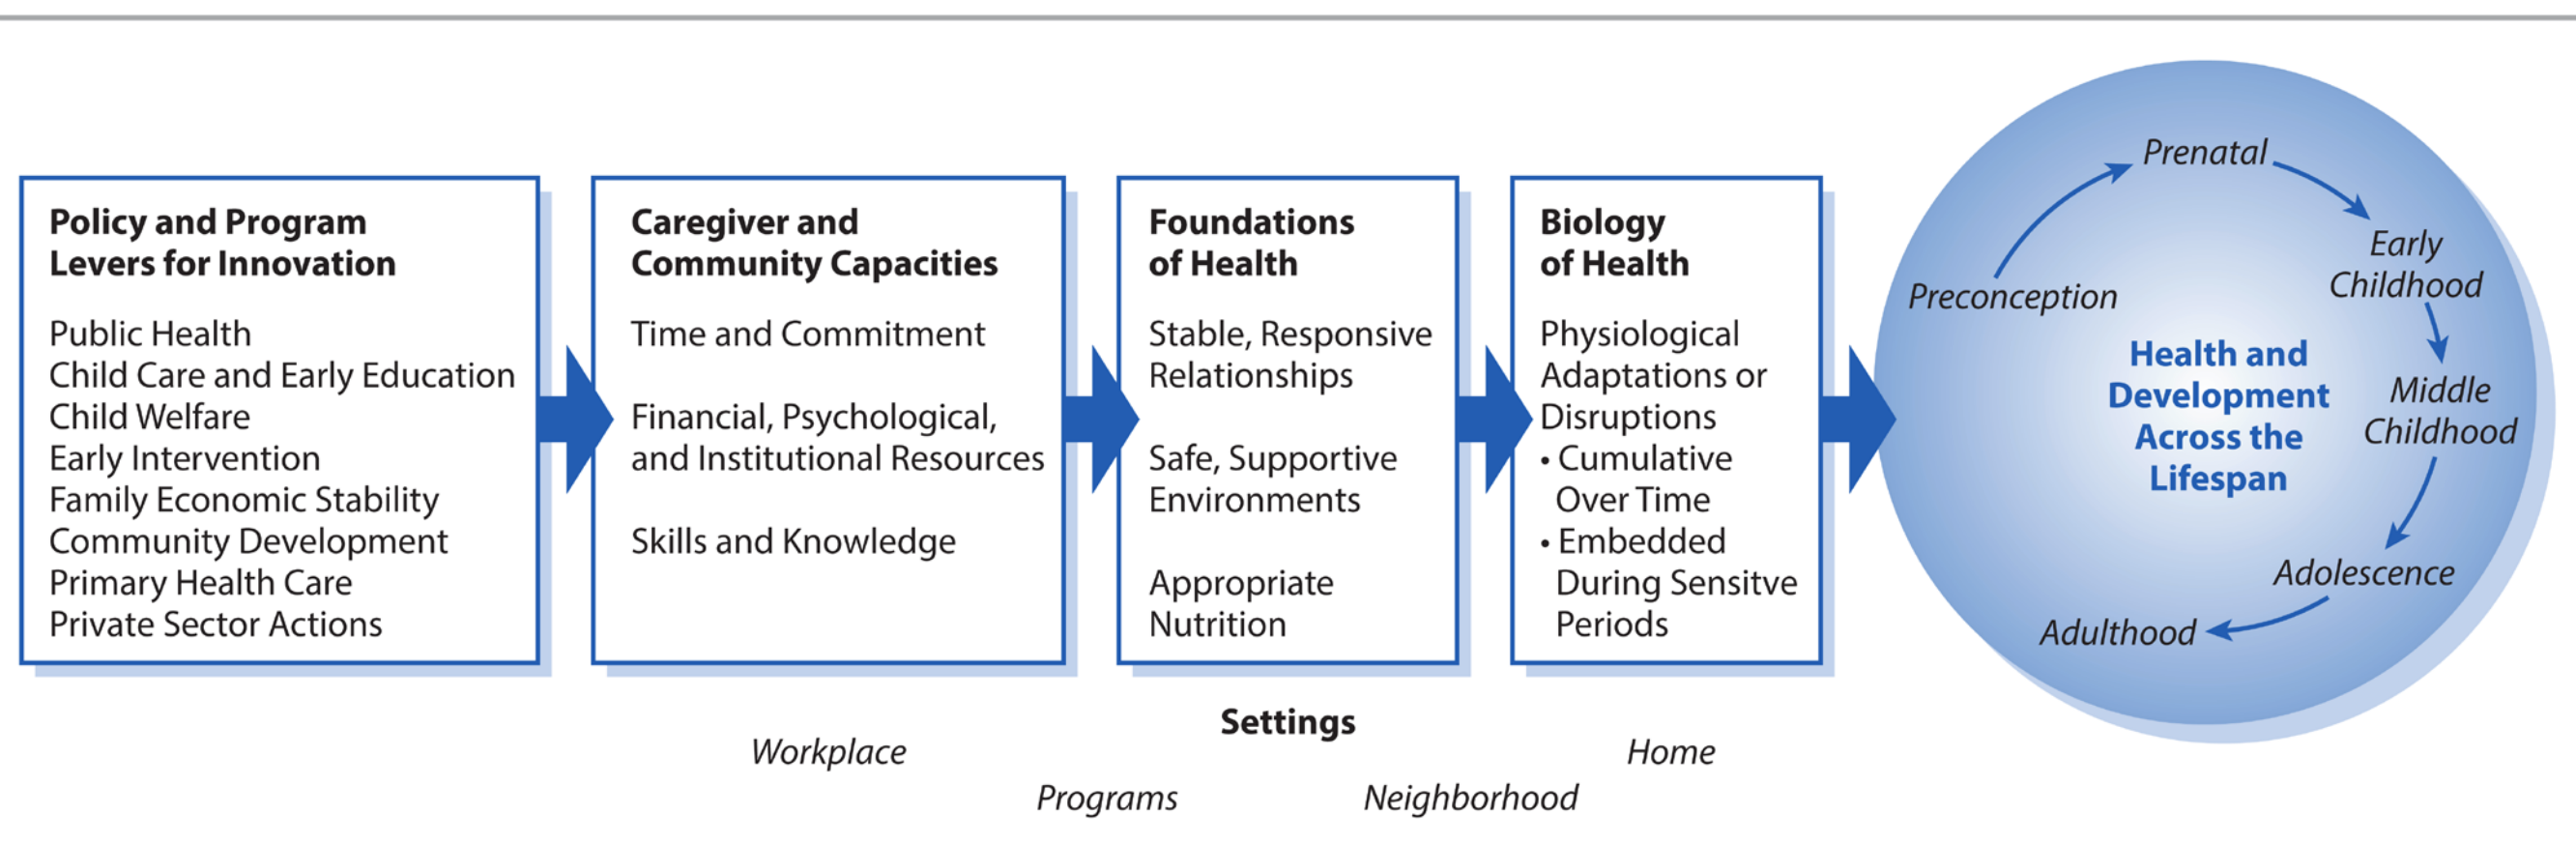 Policy and Program
Levers for Innovation
Public Health
Child Care and Early Education
Child Welfare
Early Intervention
Family Economic Stability
Community Development
Primary Health Care
Private Sector Actions
Caregiver and
Community Capacities
Time and Commitment
Financial, Psychological,
and Institutional Resources
Skills and Knowledge
Foundations
of Health
Stable, Responsive
Relationships
Safe, Supportive
Environments
Appropriate
Nutrition
Biology
of Health
Physiological
Adaptations or
Disruptions
• Cumulative
Over Time
• Embedded
During Sensitve
Periods
Preconception
Prenatal
Early
Childhood
Middle
Childhood
Adolescence
Adulthood
Health and
Development
Across the
Lifespan
Settings
Workplace
Programs
Neighborhood
Home